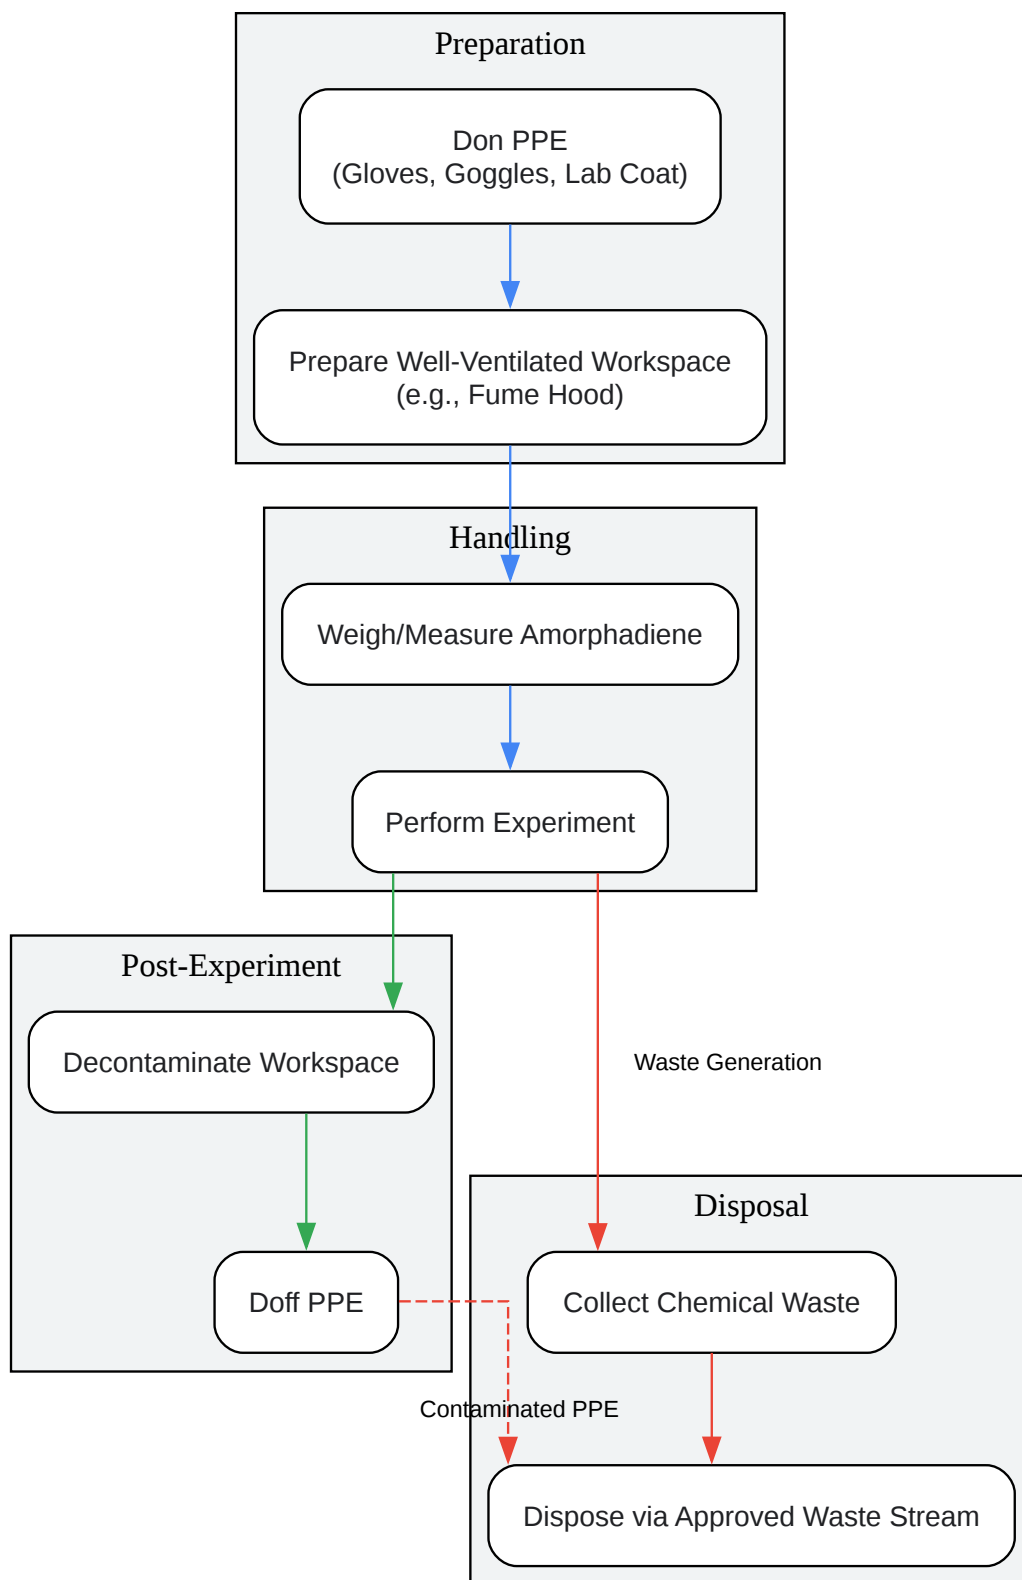 Preparation
Don PPE
(Gloves, Goggles, Lab Coat)
Prepare Well-Ventilated Workspace
(e.g., Fume Hood)
Handling
Weigh/Measure Amorphadiene
Perform Experiment
Post-Experiment
Decontaminate Workspace
Waste Generation
Disposal
Doff PPE
Collect Chemical Waste
Contaminated PPE
Dispose via Approved Waste Stream